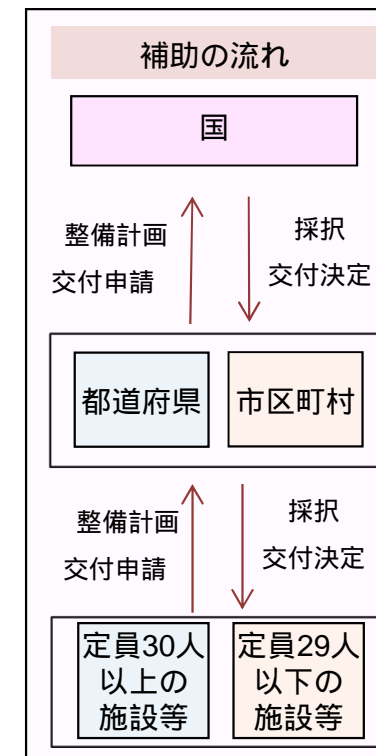 補助の流れ
国
整備計画
交付申請
採択
交付決定
都道府県
市区町村
整備計画
交付申請
採択
交付決定
定員30人
以上の
施設等
定員29人
以下の
施設等